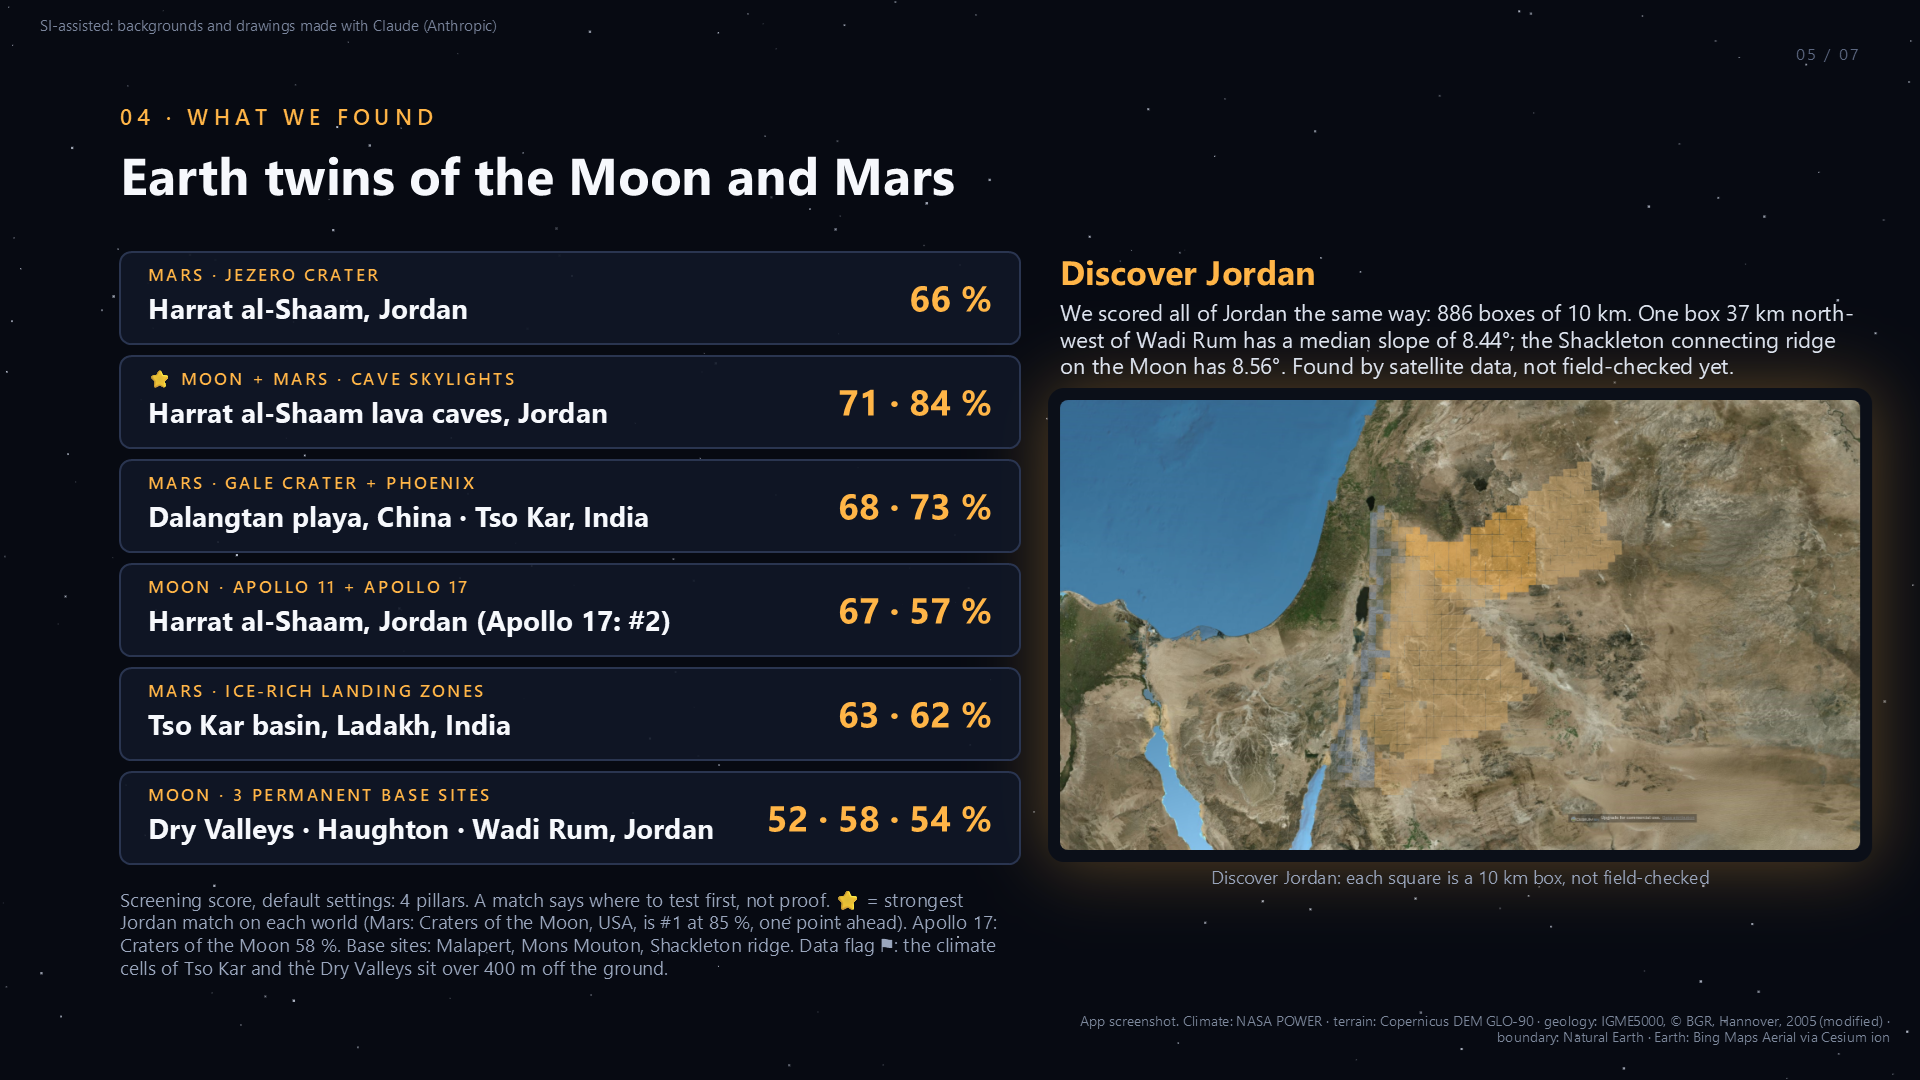 SI-assisted: backgrounds and drawings made with Claude (Anthropic)
05 / 07
04 · WHAT WE FOUND
Earth twins of the Moon and Mars
MARS · JEZERO CRATER
Harrat al-Shaam, Jordan
66 %
⭐ MOON + MARS · CAVE SKYLIGHTS
Harrat al-Shaam lava caves, Jordan
71 · 84 %
MARS · GALE CRATER + PHOENIX
Dalangtan playa, China · Tso Kar, India
68 · 73 %
MOON · APOLLO 11 + APOLLO 17
Harrat al-Shaam, Jordan (Apollo 17: #2)
67 · 57 %
MARS · ICE-RICH LANDING ZONES
Tso Kar basin, Ladakh, India
63 · 62 %
MOON · 3 PERMANENT BASE SITES
Dry Valleys · Haughton · Wadi Rum, Jordan
52 · 58 · 54 %
Screening score, default settings: 4 pillars. A match says where to test first, not proof. ⭐ = strongest
Jordan match on each world (Mars: Craters of the Moon, USA, is #1 at 85 %, one point ahead). Apollo 17:
Craters of the Moon 58 %. Base sites: Malapert, Mons Mouton, Shackleton ridge. Data flag ⚑: the climate
cells of Tso Kar and the Dry Valleys sit over 400 m off the ground.
Discover Jordan
We scored all of Jordan the same way: 886 boxes of 10 km. One box 37 km north-
west of Wadi Rum has a median slope of 8.44°; the Shackleton connecting ridge
on the Moon has 8.56°. Found by satellite data, not field-checked yet.
Discover Jordan: each square is a 10 km box, not field-checked
App screenshot. Climate: NASA POWER · terrain: Copernicus DEM GLO-90 · geology: IGME5000, © BGR, Hannover, 2005 (modified) ·
boundary: Natural Earth · Earth: Bing Maps Aerial via Cesium ion